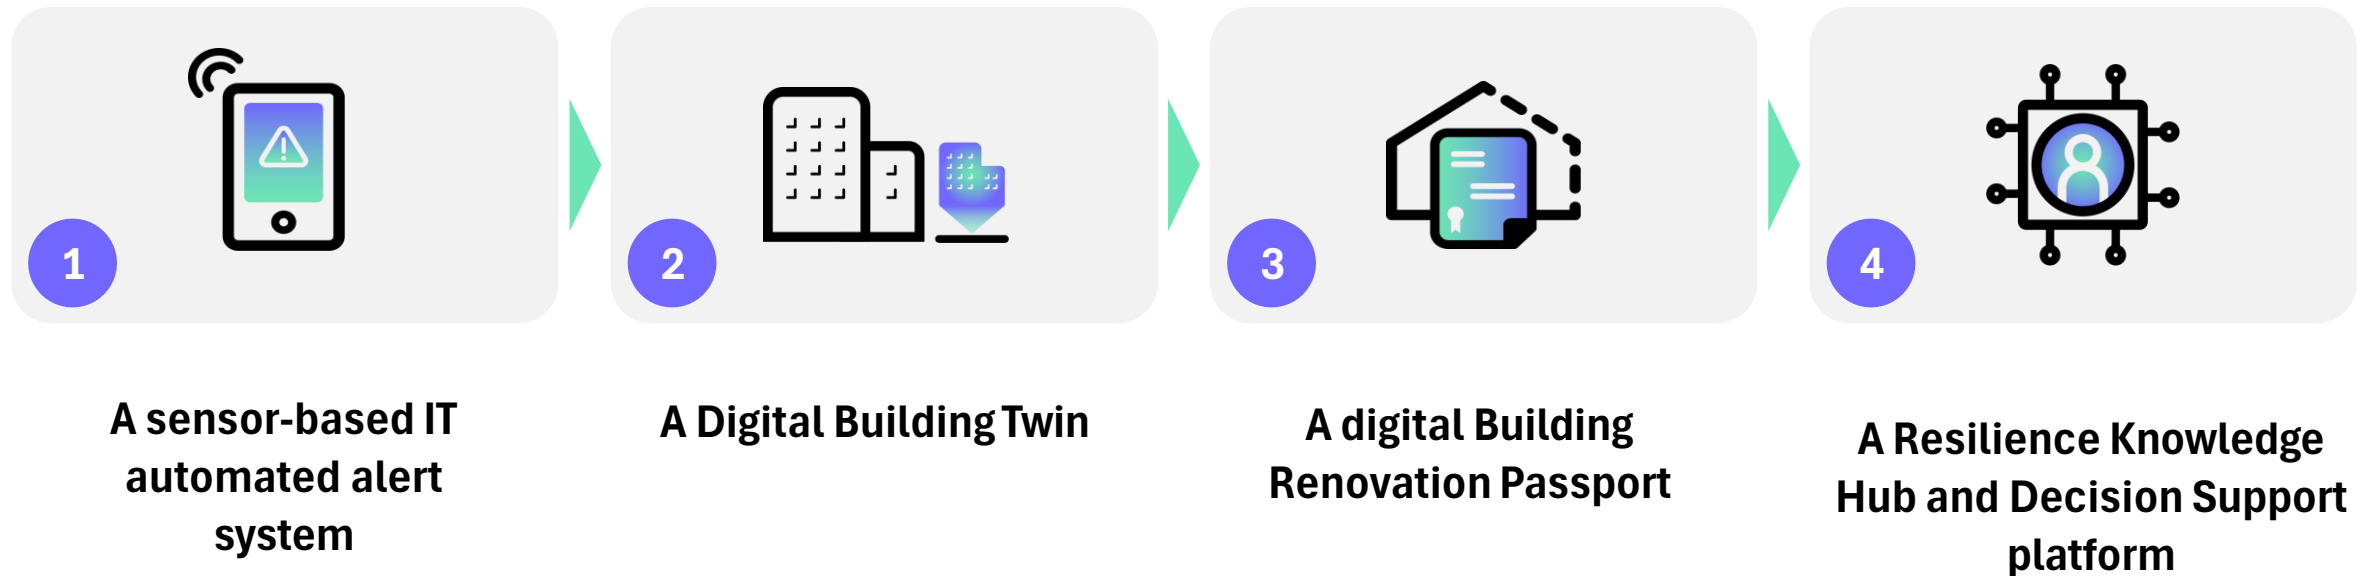 1
A sensor-based IT
automated alert
system
2
A Digital Building Twin
3
A digital Building
Renovation Passport
4
A Resilience Knowledge
Hub and Decision Support
platform